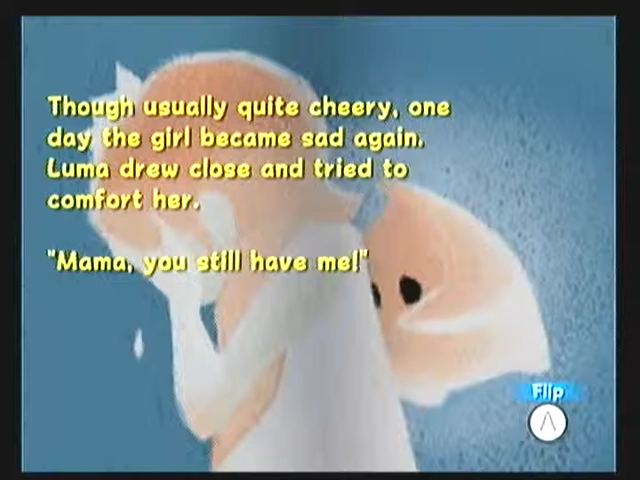 Though usually quite cheery, one
day the girl became sad again.
Luma drew close and tried to
comfort her.
"Mama, you still have me!"
Flip
A